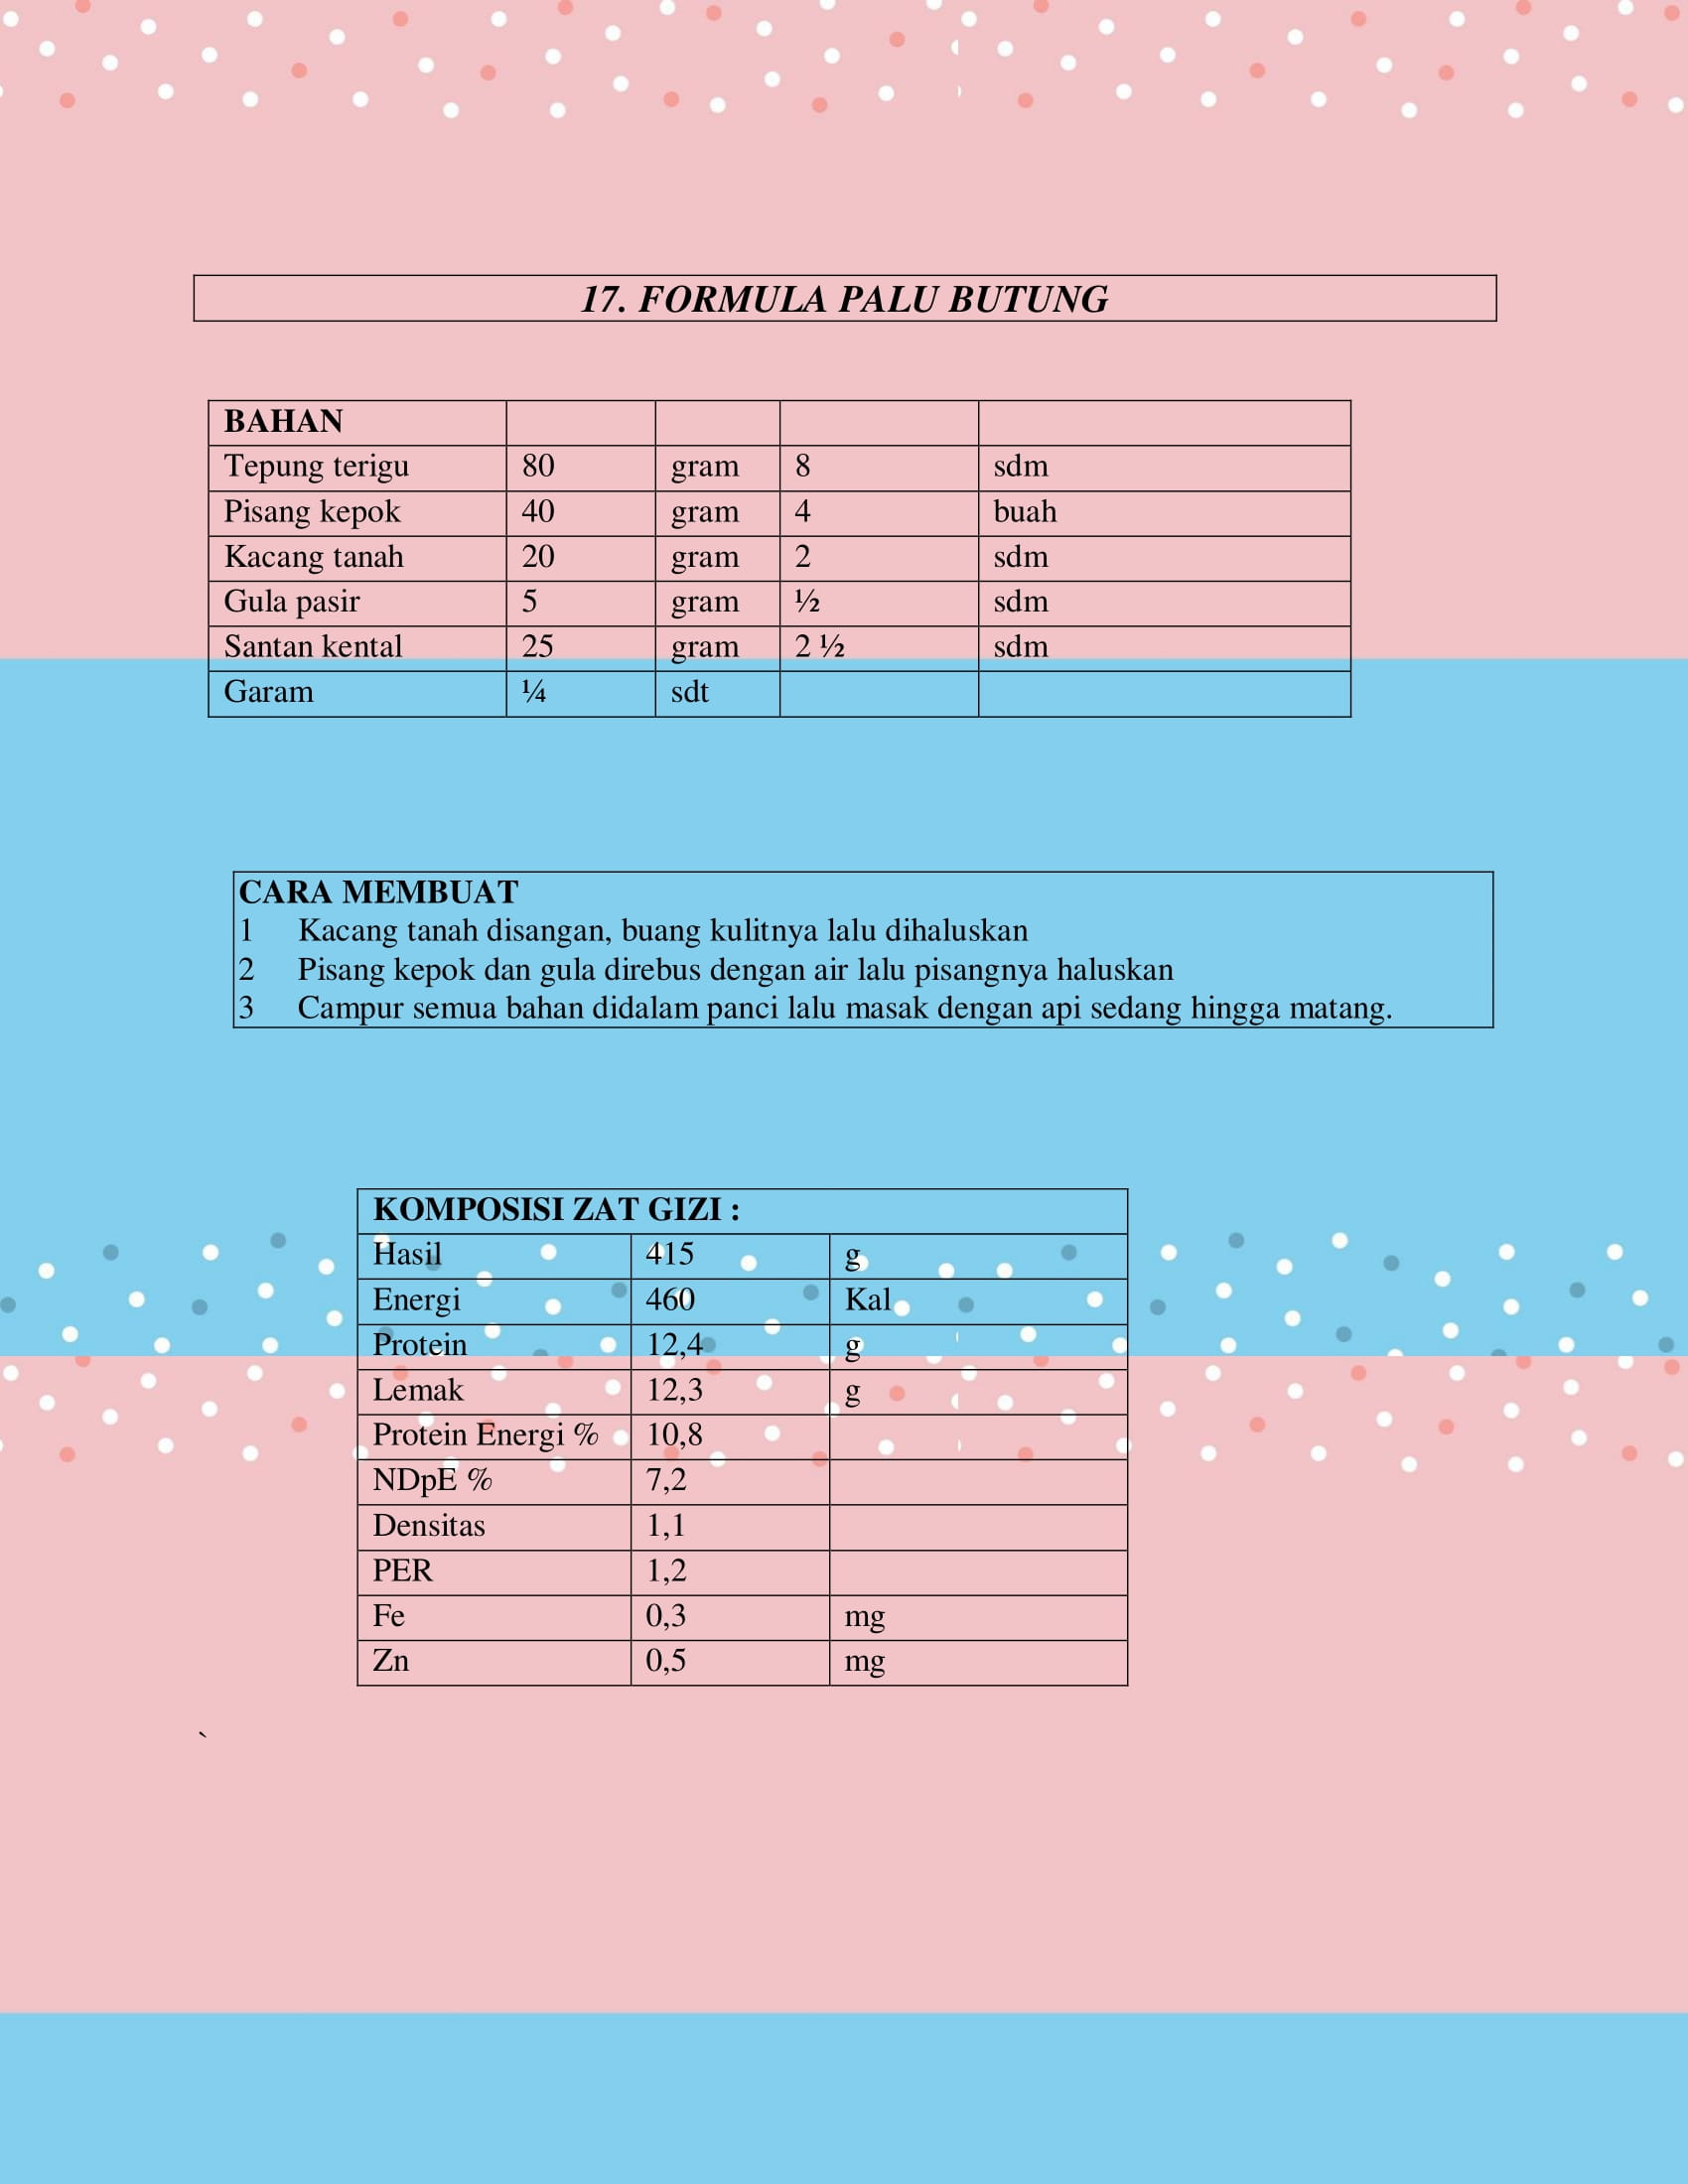 17. FORMULA PALU BUTUNG
BAHAN
Tepung terigu 80 gram 8 sdm
Pisang kepok 40 gram 4 buah
Kacang tanah 20 gram 2 sdm
Gula pasir 5 gram ½ sdm
Santan kental 25 gram 2 ½ sdm
Garam ¼ sdt
CARA MEMBUAT
1 Kacang tanah disangan, buang kulitnya lalu dihaluskan
2 Pisang kepok dan gula direbus dengan air lalu pisangnya haluskan
3 Campur semua bahan didalam panci lalu masak dengan api sedang hingga matang.
KOMPOSISI ZAT GIZI :
Hasil 415 g
Energi 460 Kal
Protein 12,4 g
Lemak 12,3 g
Protein Energi % 10,8
NDpE % 7,2
Densitas 1,1
PER 1,2
Fe 0,3 mg
Zn 0,5 mg
`